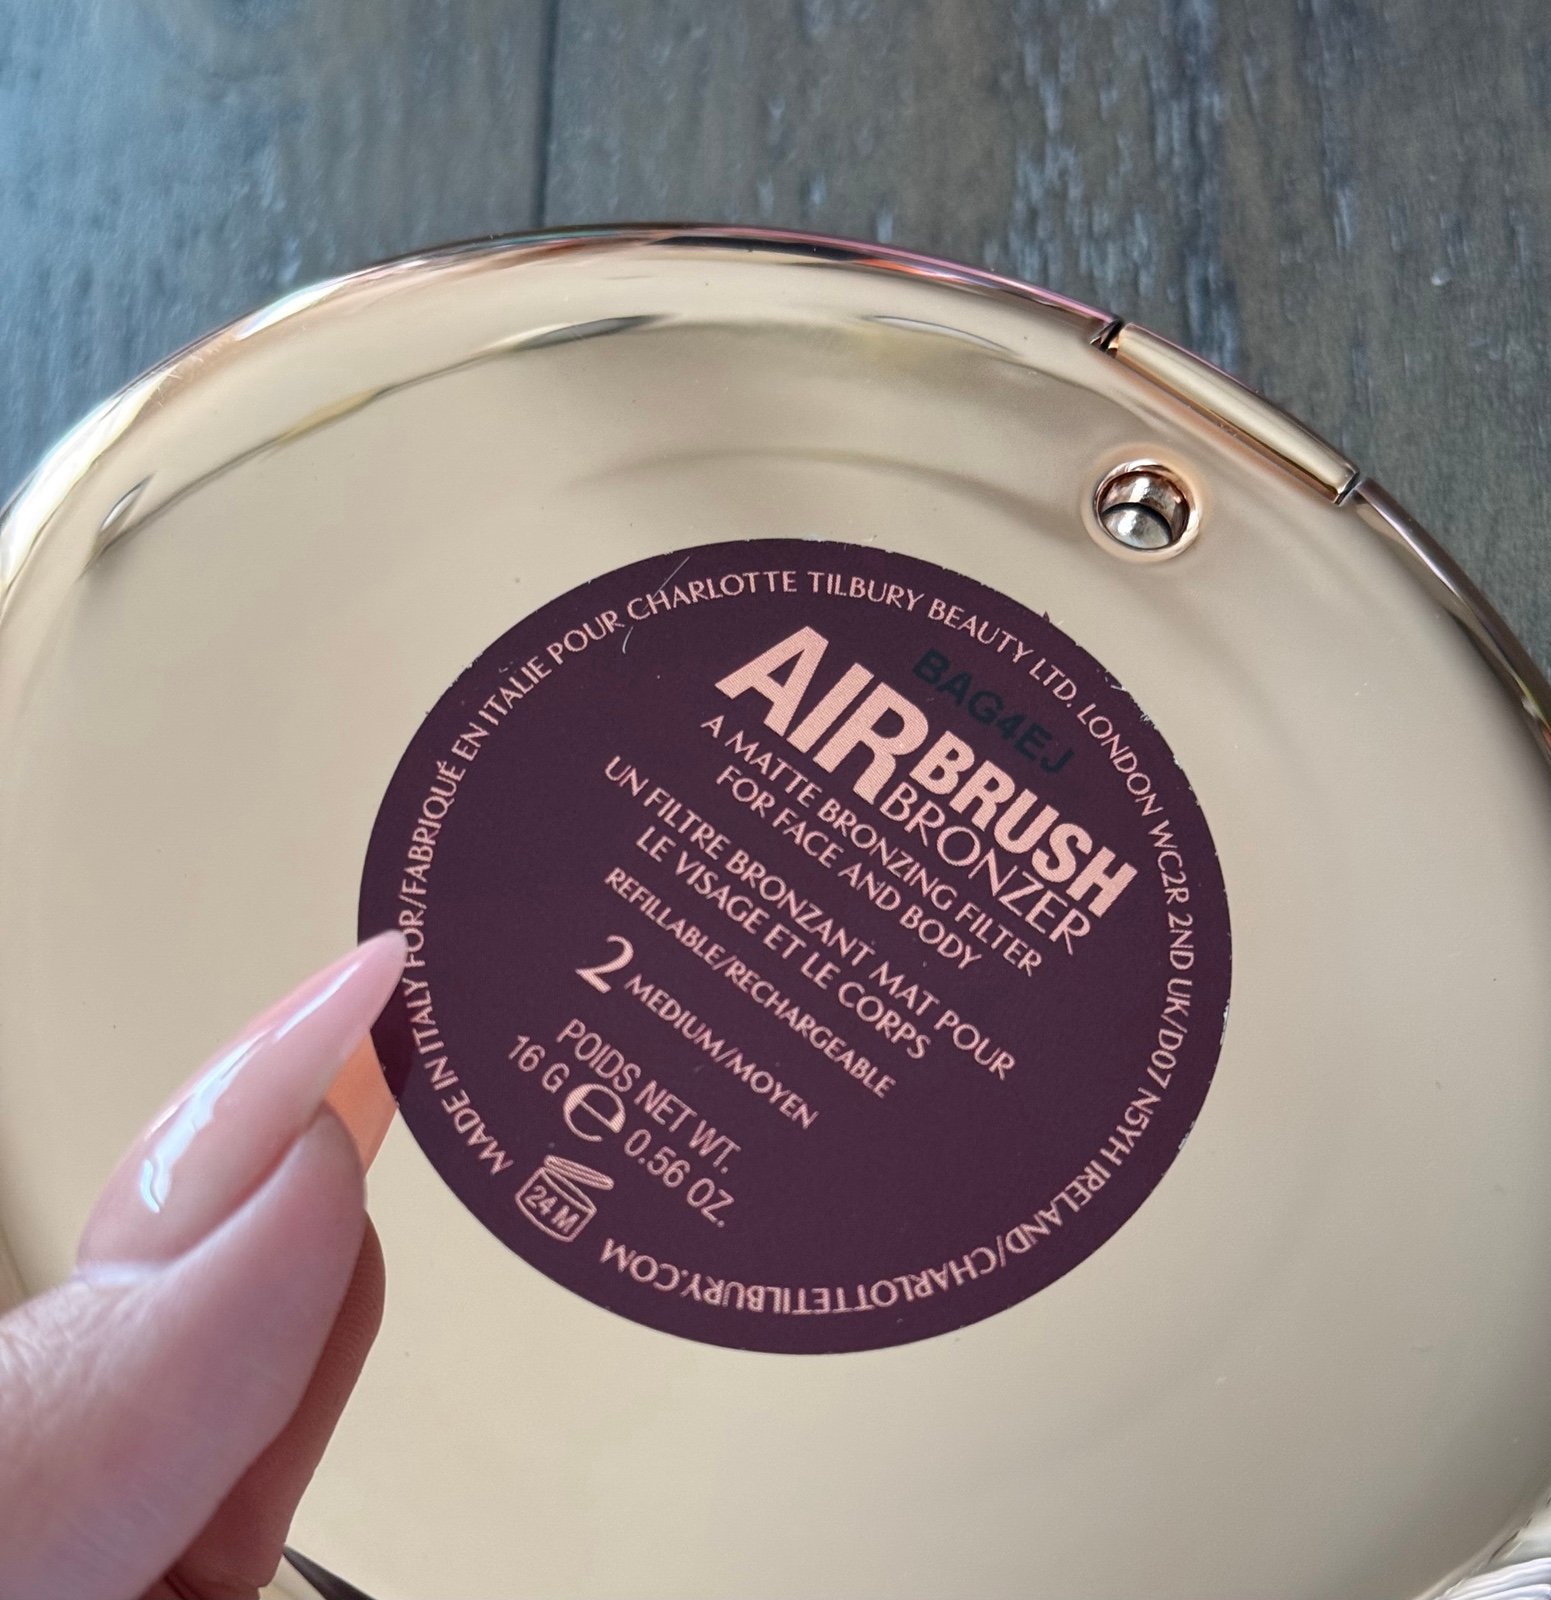 MADE IN ITALY FOR/FABRIQUÉ EN ITALIE POUR CHARLOTTE TILBURY BEAUTY LTD. LONDON WC2R 2ND UK/D07 N5YH IRELAND/CHARLOTTETILBURY.COM
BAG4EJ
AIRBRUSH
BRONZER
A MATTE BRONZING FILTER
FOR FACE AND BODY
UN FILTRE BRONZANT MAT POUR
LE VISAGE ET LE CORPS
REFILLABLE/RECHARGEABLE
2 MEDIUM/MOYEN
POIDS NET WT.
16 G ℮ 0.56 OZ.
24 M